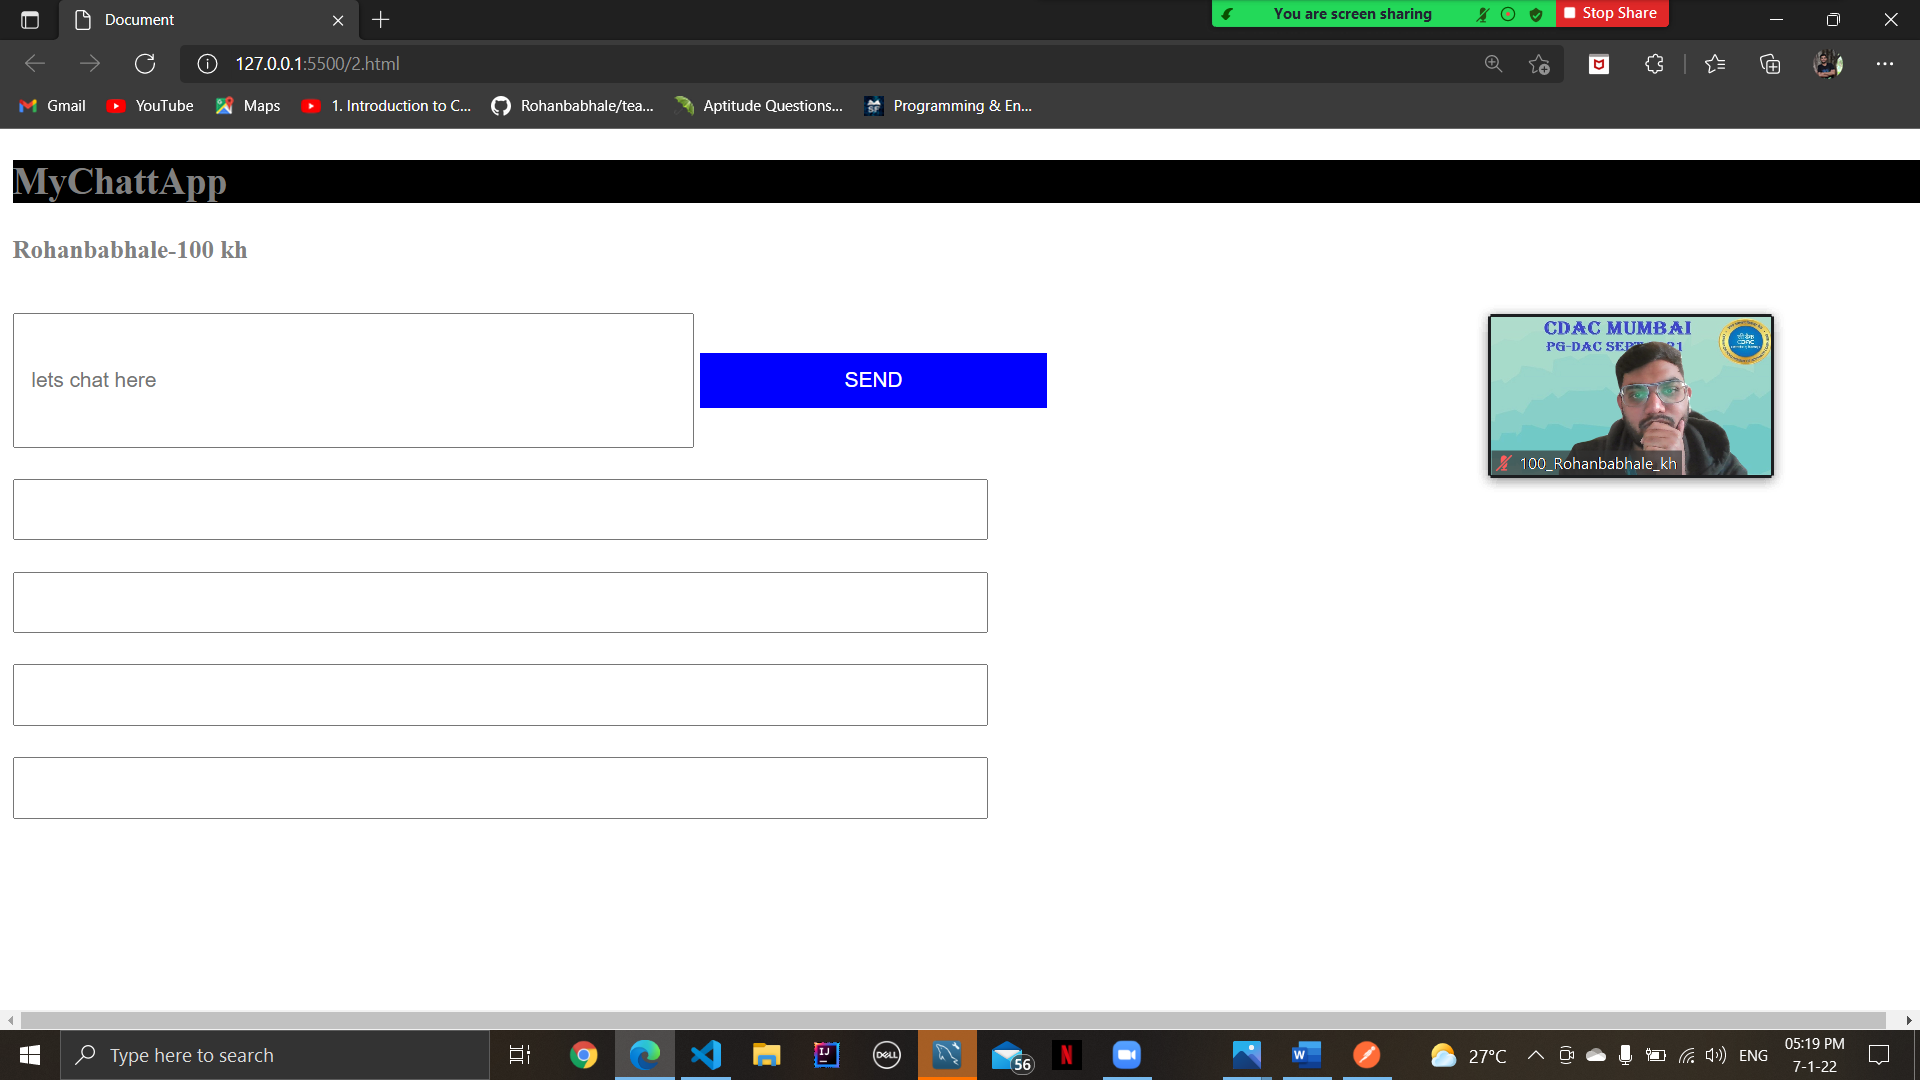 Document
You are screen sharing
Stop Share
127.0.0.1:5500/2.html
Gmail
YouTube
Maps
1. Introduction to C...
Rohanbabhale/tea...
Aptitude Questions...
Programming & En...
MyChattApp
Rohanbabhale-100 kh
lets chat here
SEND
CDAC MUMBAI
PG-DAC SEPT
100_Rohanbabhale_kh
Type here to search
IJ
DELL
56
N
W
27°C
ENG
05:19 PM
7-1-22